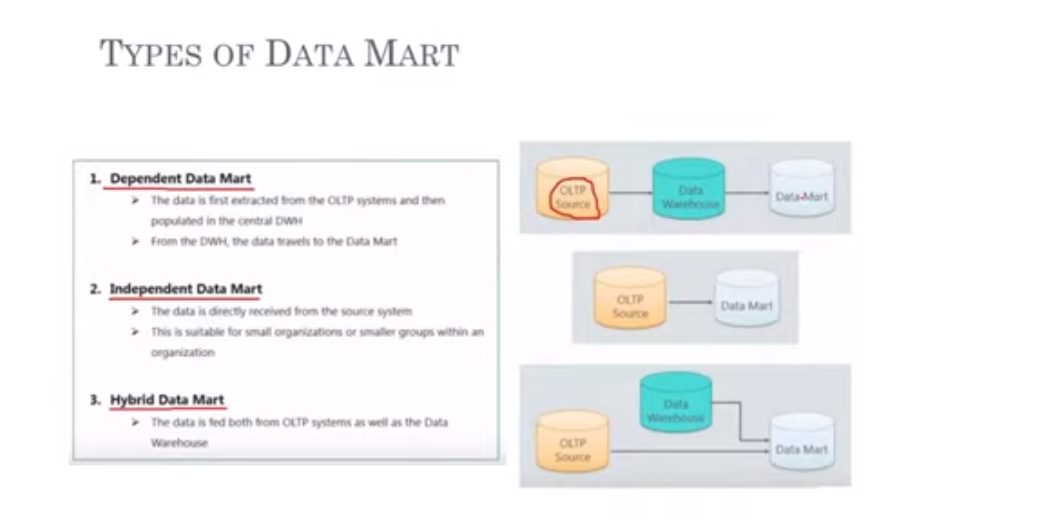 TYPES OF DATA MART
1. Dependent Data Mart
➤ The data is first extracted from the OLTP systems and then
populated in the central DWH
➤ From the DWH, the data travels to the Data Mart
2. Independent Data Mart
➤ The data is directly received from the source system
➤ This is suitable for small organizations or smaller groups within an
organization
3. Hybrid Data Mart
➤ The data is fed both from OLTP systems as well as the Data
Warehouse
OLTP
Source
Data
Warehouse
Data Mart
OLTP
Source
Data Mart
Data
Warehouse
OLTP
Source
Data Mart